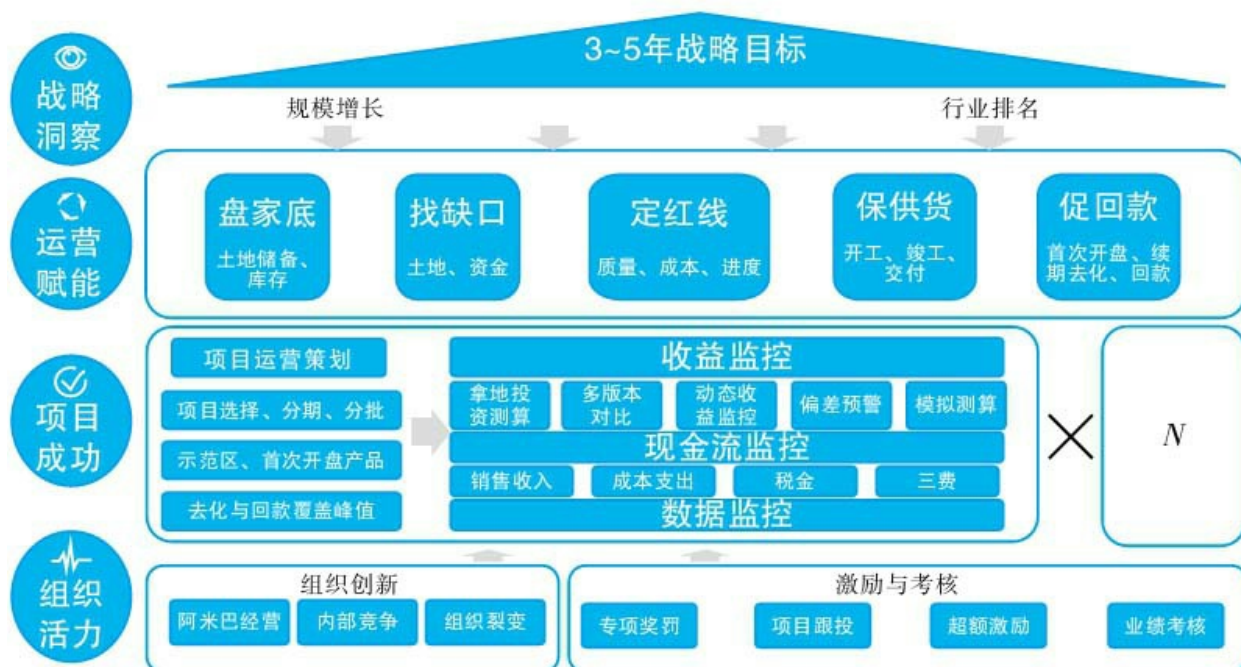 战略
洞察
3~5年战略目标
规模增长
行业排名
运营
赋能
盘家底
土地储备、
库存
找缺口
土地、资金
定红线
质量、成本、进度
保供货
开工、竣工、
交付
促回款
首次开盘、续
期去化、回款
项目
成功
项目运营策划
项目选择、分期、分批
示范区、首次开盘产品
去化与回款覆盖峰值
收益监控
拿地投
资测算
多版本
对比
动态收
益监控
偏差预警
模拟测算
现金流监控
销售收入
成本支出
税金
三费
数据监控
N
组织
活力
组织创新
阿米巴经营
内部竞争
组织裂变
激励与考核
专项奖罚
项目跟投
超额激励
业绩考核